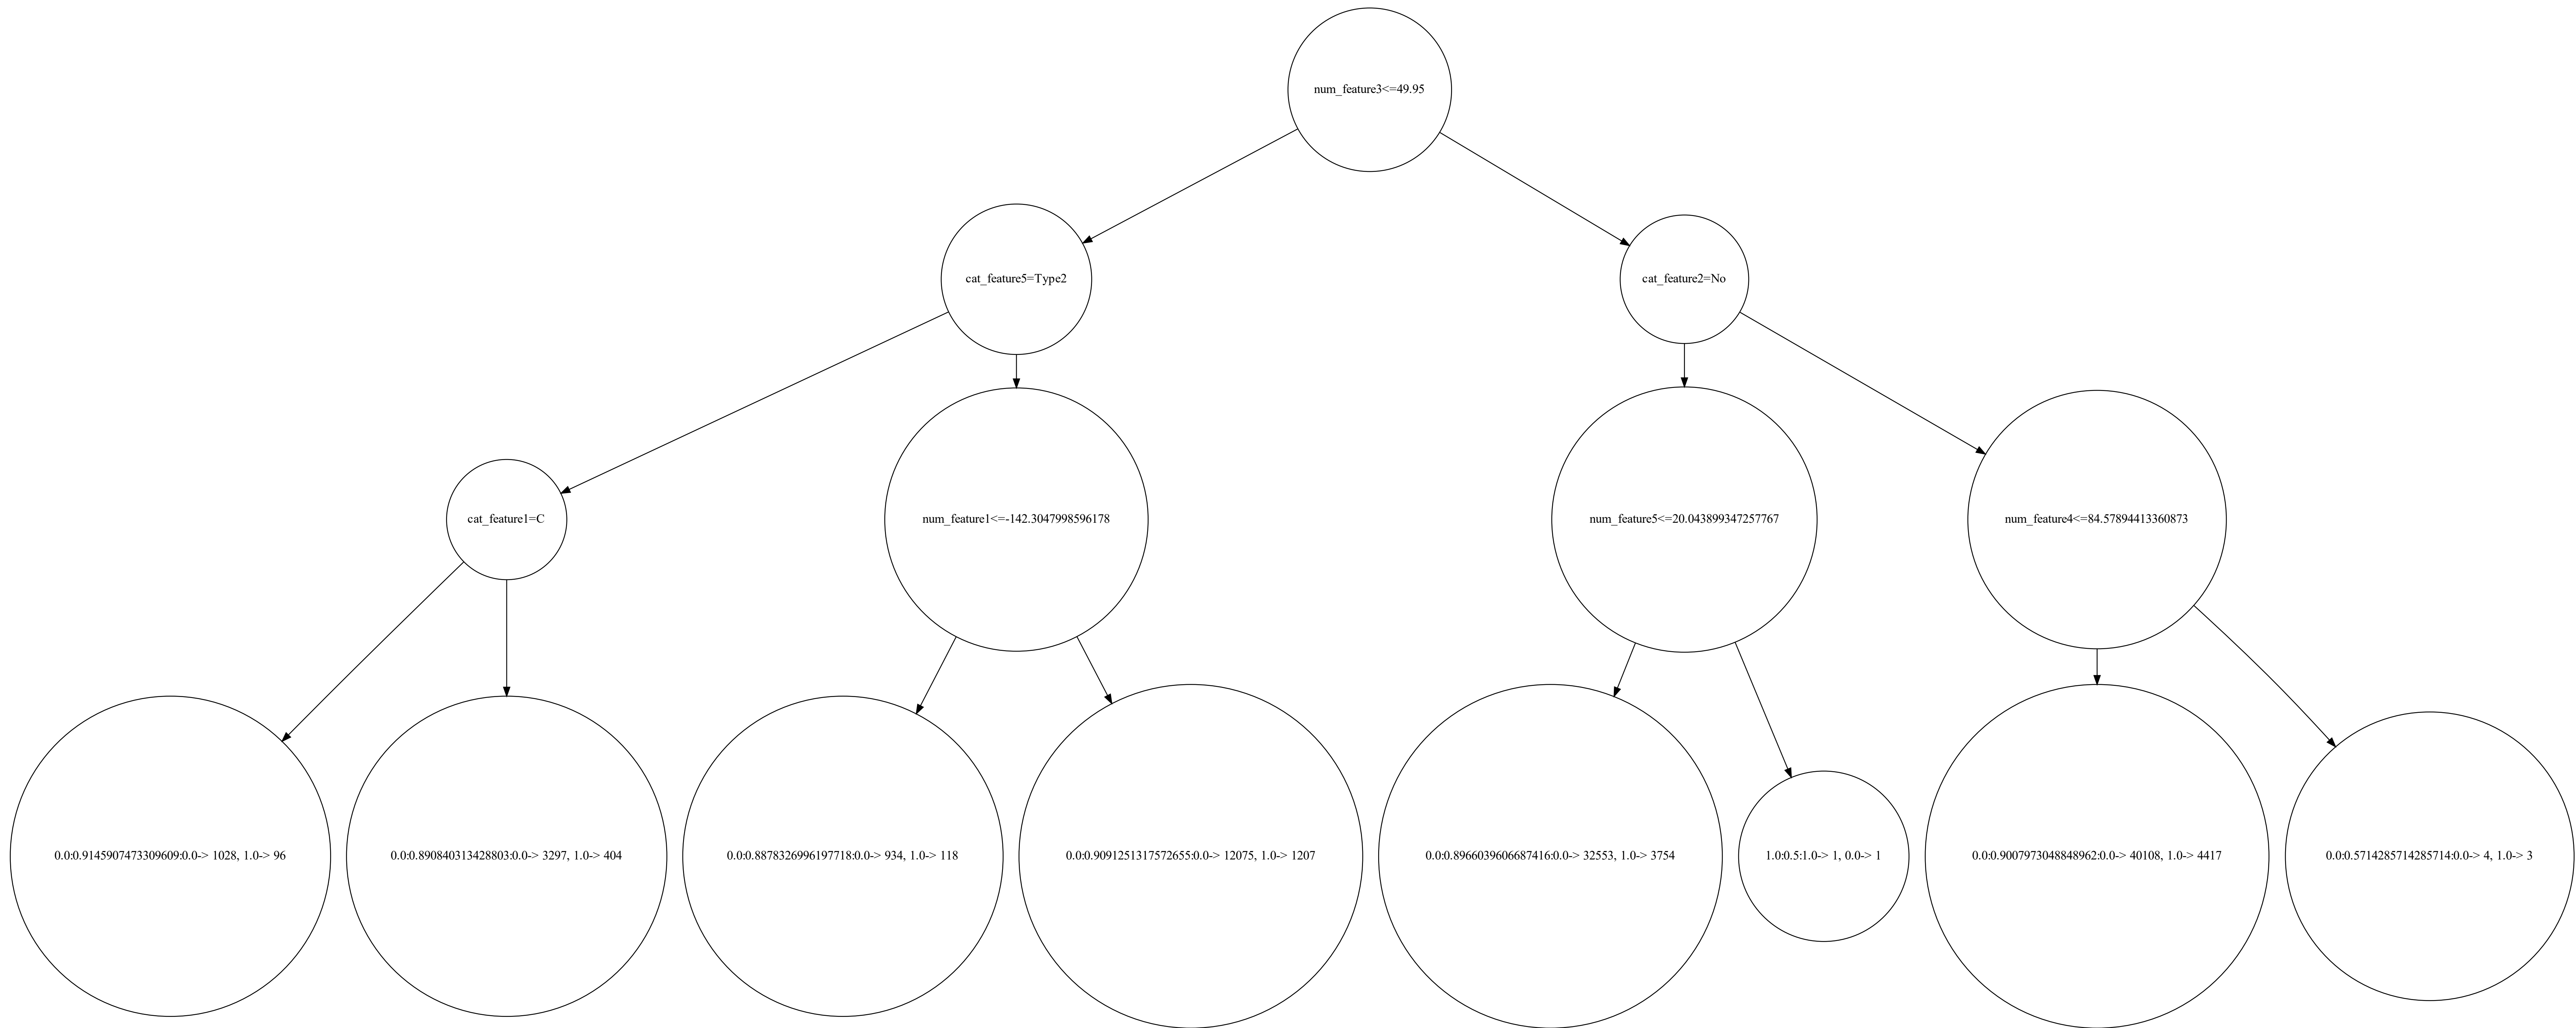 num_feature3<=49.95
cat_feature5=Type2
cat_feature2=No
cat_feature1=C
num_feature1<=-142.3047998596178
num_feature5<=20.043899347257767
num_feature4<=84.57894413360873
0.0:0.9145907473309609:0.0-> 1028, 1.0-> 96
0.0:0.890840313428803:0.0-> 3297, 1.0-> 404
0.0:0.8878326996197718:0.0-> 934, 1.0-> 118
0.0:0.9091251317572655:0.0-> 12075, 1.0-> 1207
0.0:0.8966039606687416:0.0-> 32553, 1.0-> 3754
1.0:0.5:1.0-> 1, 0.0-> 1
0.0:0.9007973048848962:0.0-> 40108, 1.0-> 4417
0.0:0.5714285714285714:0.0-> 4, 1.0-> 3